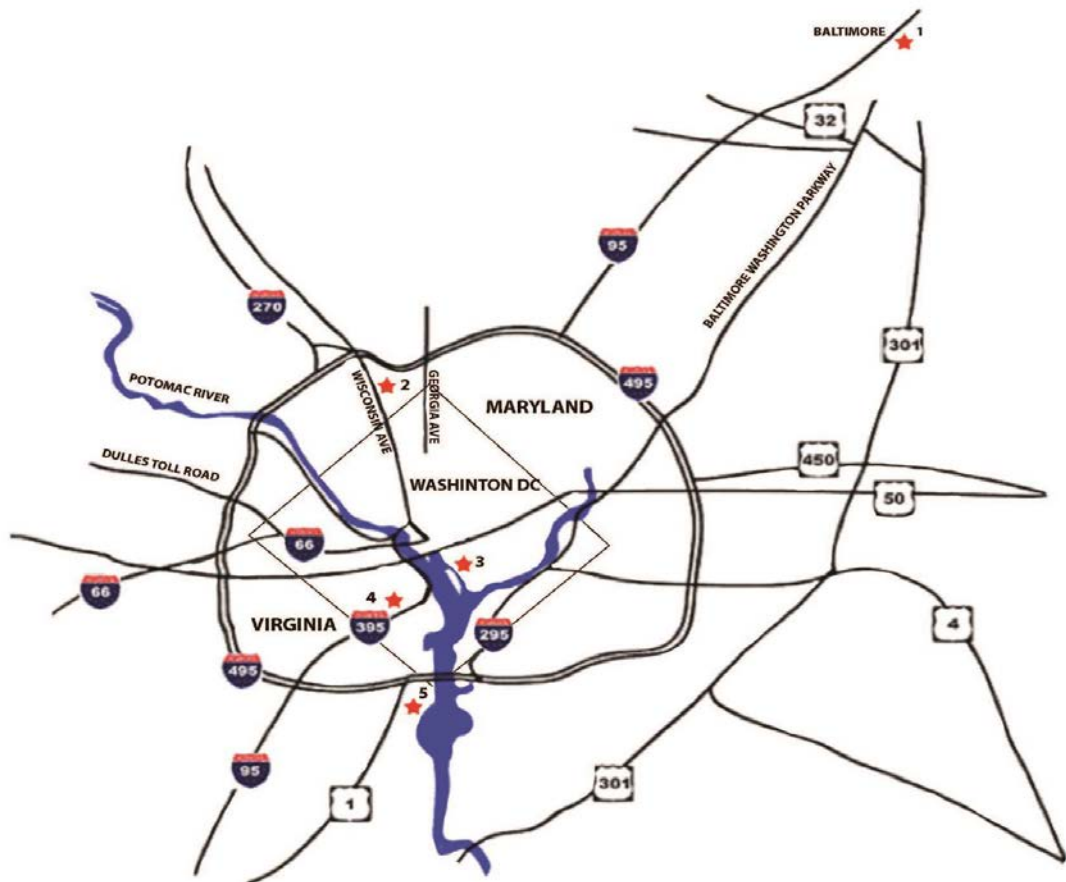 BALTIMORE
1
32
BALTIMORE WASHINGTON PARKWAY
95
270
301
POTOMAC RIVER
WISCONSIN AVE
2
GEORGIA AVE
495
MARYLAND
DULLES TOLL ROAD
WASHINTON DC
450
50
66
3
66
4
VIRGINIA
395
295
4
495
5
95
1
301